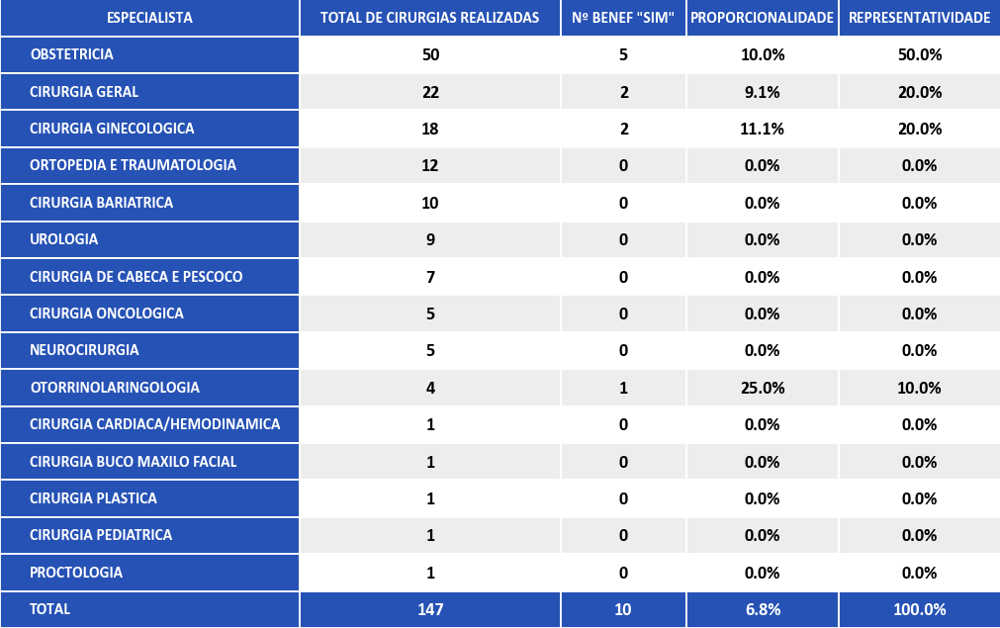 ESPECIALISTA TOTAL DE CIRURGIAS REALIZADAS Nº BENEF "SIM" PROPORCIONALIDADE REPRESENTATIVIDADE
OBSTETRICIA 50 5 10.0% 50.0%
CIRURGIA GERAL 22 2 9.1% 20.0%
CIRURGIA GINECOLOGICA 18 2 11.1% 20.0%
ORTOPEDIA E TRAUMATOLOGIA 12 0 0.0% 0.0%
CIRURGIA BARIATRICA 10 0 0.0% 0.0%
UROLOGIA 9 0 0.0% 0.0%
CIRURGIA DE CABECA E PESCOCO 7 0 0.0% 0.0%
CIRURGIA ONCOLOGICA 5 0 0.0% 0.0%
NEUROCIRURGIA 5 0 0.0% 0.0%
OTORRINOLARINGOLOGIA 4 1 25.0% 10.0%
CIRURGIA CARDIACA/HEMODINAMICA 1 0 0.0% 0.0%
CIRURGIA BUCO MAXILO FACIAL 1 0 0.0% 0.0%
CIRURGIA PLASTICA 1 0 0.0% 0.0%
CIRURGIA PEDIATRICA 1 0 0.0% 0.0%
PROCTOLOGIA 1 0 0.0% 0.0%
TOTAL 147 10 6.8% 100.0%